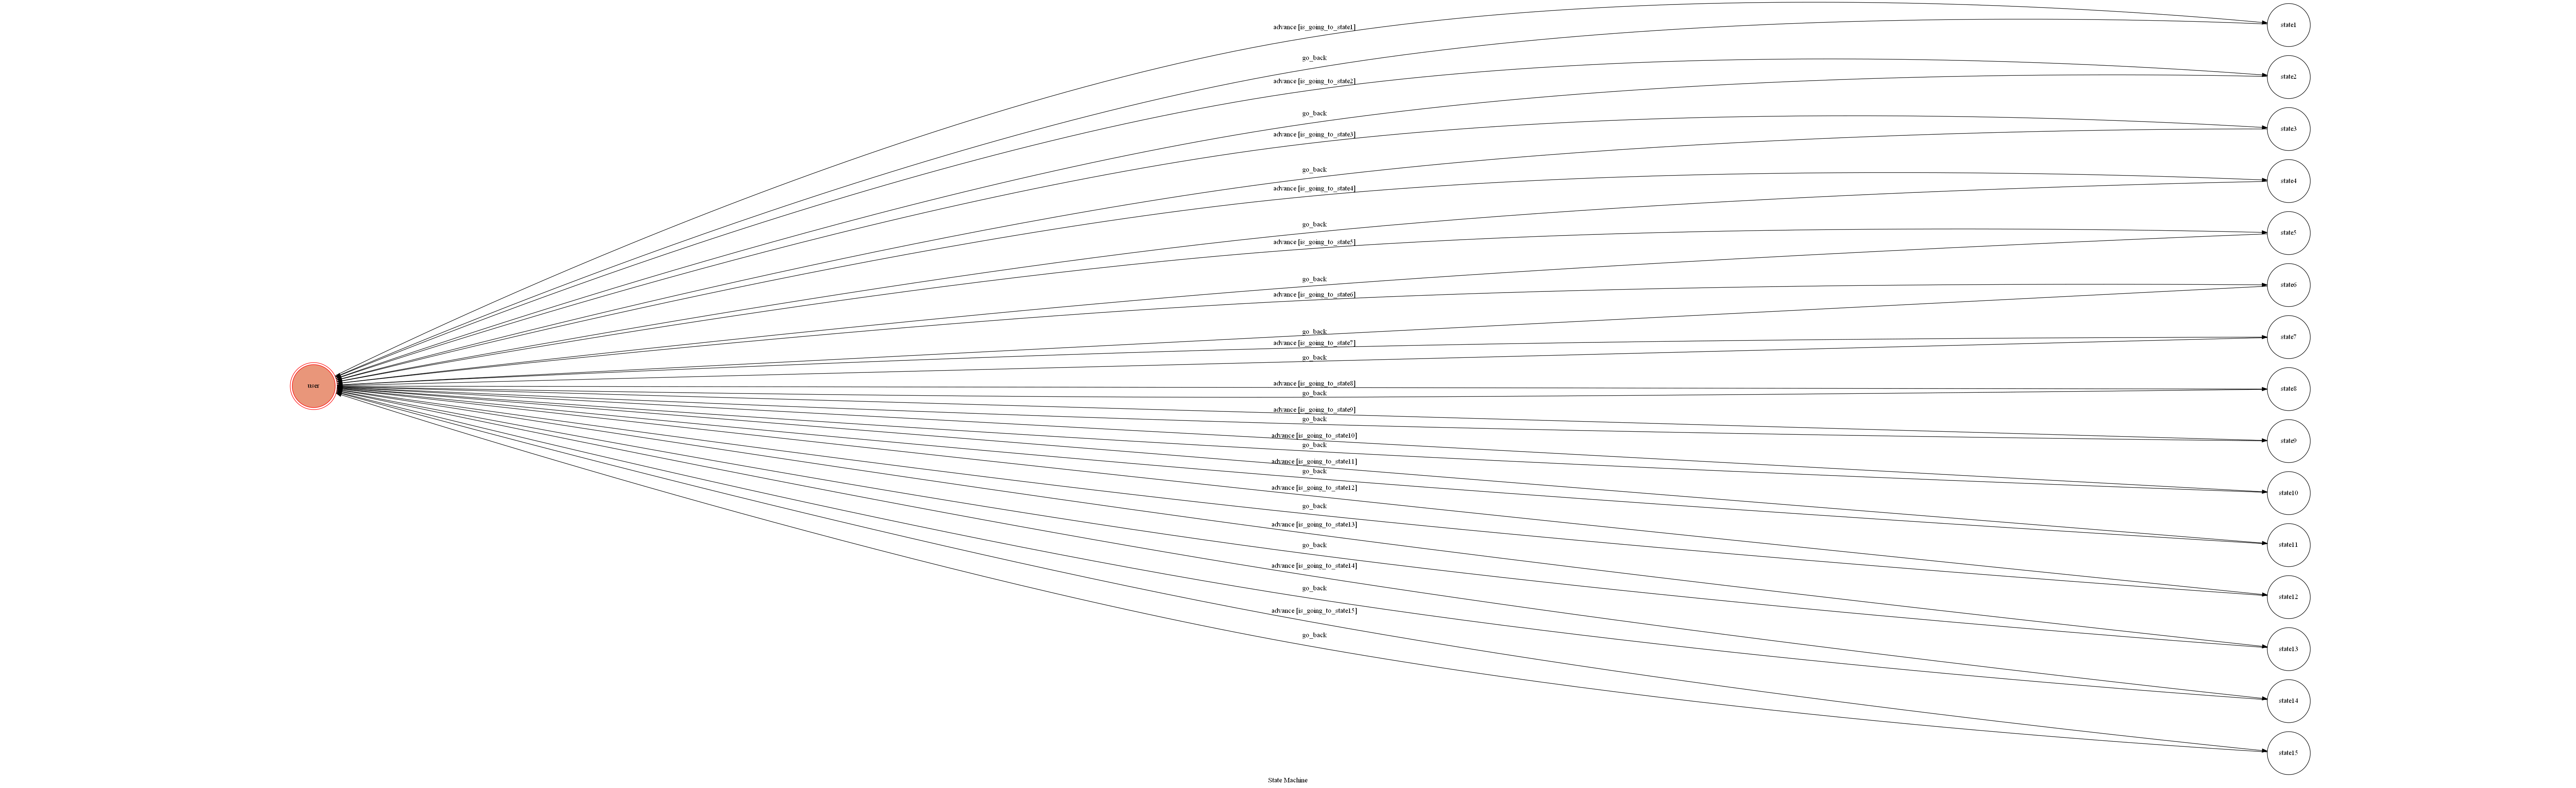 advance [is_going_to_state1]
state1
go_back
advance [is_going_to_state2]
state2
go_back
advance [is_going_to_state3]
state3
go_back
advance [is_going_to_state4]
state4
go_back
advance [is_going_to_state5]
state5
go_back
advance [is_going_to_state6]
state6
go_back
advance [is_going_to_state7]
state7
go_back
user
advance [is_going_to_state8]
state8
go_back
advance [is_going_to_state9]
go_back
state9
advance [is_going_to_state10]
go_back
state10
advance [is_going_to_state11]
go_back
state11
advance [is_going_to_state12]
go_back
state12
advance [is_going_to_state13]
go_back
state13
advance [is_going_to_state14]
go_back
state14
advance [is_going_to_state15]
go_back
state15
State Machine